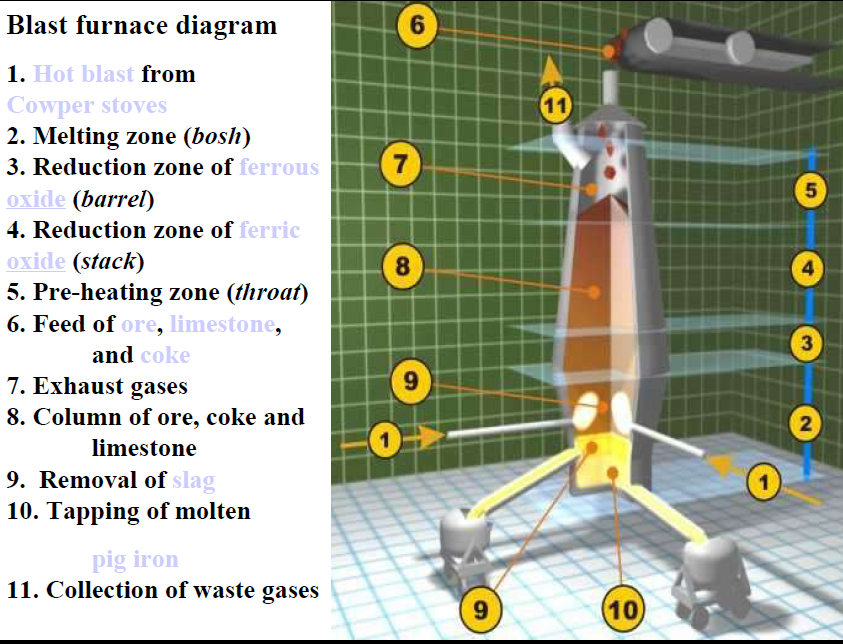 Blast furnace diagram
1. Hot blast from
Cowper stoves
2. Melting zone (bosh)
3. Reduction zone of ferrous
oxide (barrel)
4. Reduction zone of ferric
oxide (stack)
5. Pre-heating zone (throat)
6. Feed of ore, limestone,
and coke
7. Exhaust gases
8. Column of ore, coke and
limestone
9. Removal of slag
10. Tapping of molten
pig iron
11. Collection of waste gases
6
11
7
5
8
4
3
9
2
1
1
9
10